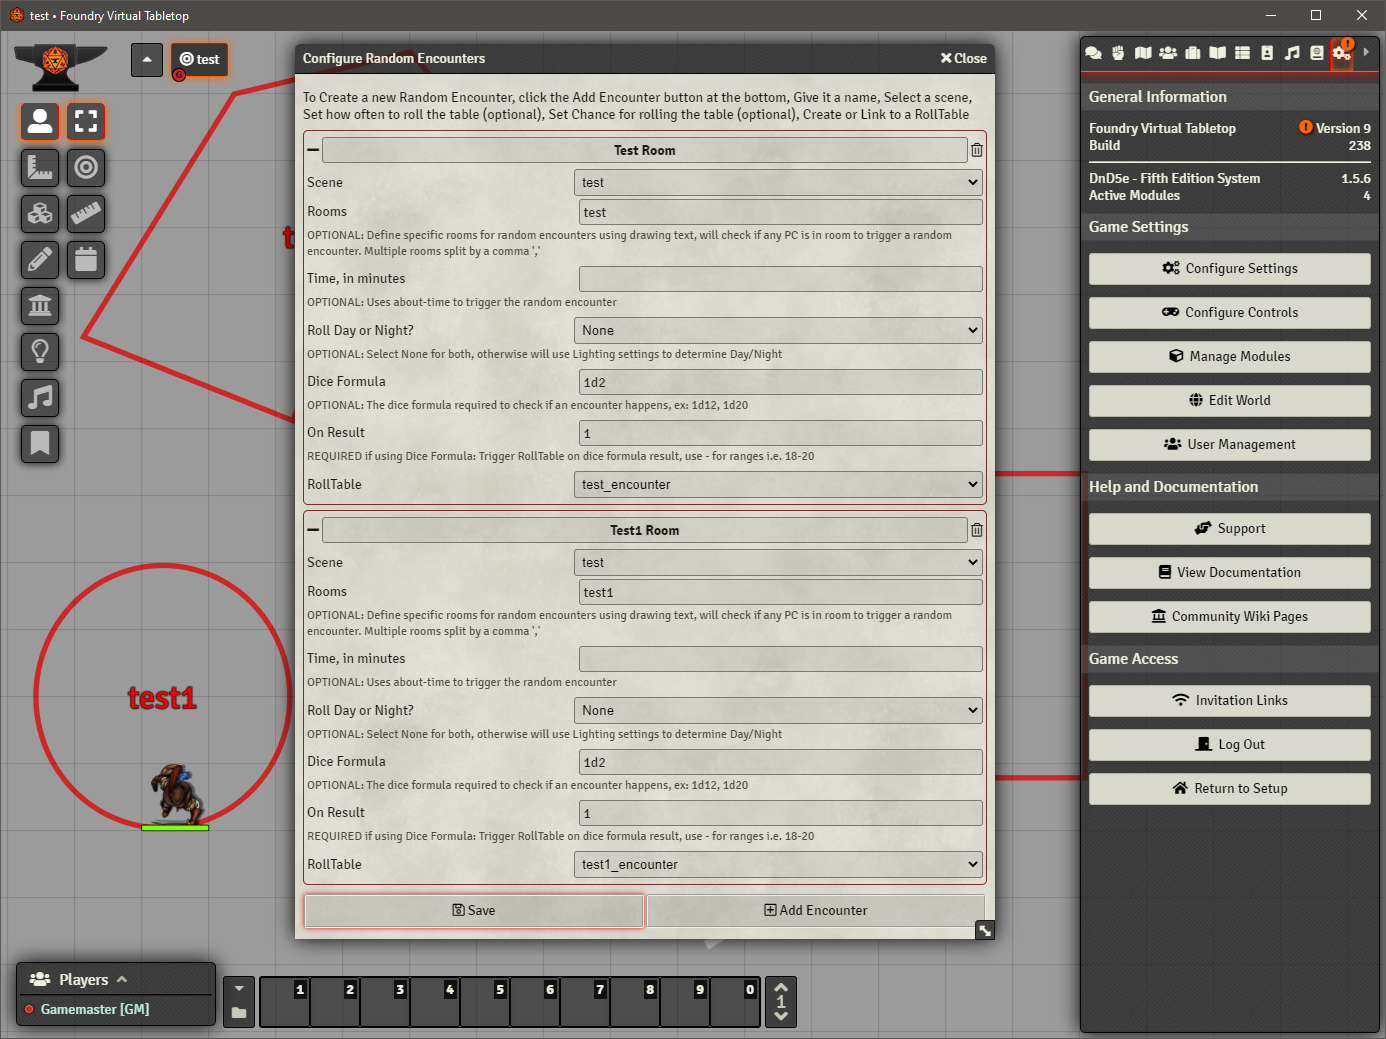 test • Foundry Virtual Tabletop
test
G
Configure Random Encounters
Close
To Create a new Random Encounter, click the Add Encounter button at the bottom, Give it a name, Select a scene,
Set how often to roll the table (optional), Set Chance for rolling the table (optional), Create or Link to a RollTable
Test Room
Scene
test
Rooms
test
OPTIONAL: Define specific rooms for random encounters using drawing text, will check if any PC is in room to trigger a random
encounter. Multiple rooms split by a comma ','
Time, in minutes
OPTIONAL: Uses about-time to trigger the random encounter
Roll Day or Night?
None
OPTIONAL: Select None for both, otherwise will use Lighting settings to determine Day/Night
Dice Formula
1d2
OPTIONAL: The dice formula required to check if an encounter happens, ex: 1d12, 1d20
On Result
1
REQUIRED if using Dice Formula: Trigger RollTable on dice formula result, use - for ranges i.e. 18-20
RollTable
test_encounter
Test1 Room
Scene
test
Rooms
test1
OPTIONAL: Define specific rooms for random encounters using drawing text, will check if any PC is in room to trigger a random
encounter. Multiple rooms split by a comma ','
Time, in minutes
OPTIONAL: Uses about-time to trigger the random encounter
Roll Day or Night?
None
OPTIONAL: Select None for both, otherwise will use Lighting settings to determine Day/Night
Dice Formula
1d2
OPTIONAL: The dice formula required to check if an encounter happens, ex: 1d12, 1d20
On Result
1
REQUIRED if using Dice Formula: Trigger RollTable on dice formula result, use - for ranges i.e. 18-20
RollTable
test1_encounter
Save
Add Encounter
test1
General Information
Foundry Virtual Tabletop Version 9
Build 238
DnD5e - Fifth Edition System 1.5.6
Active Modules 4
Game Settings
Configure Settings
Configure Controls
Manage Modules
Edit World
User Management
Help and Documentation
Support
View Documentation
Community Wiki Pages
Game Access
Invitation Links
Log Out
Return to Setup
Players
Gamemaster [GM]
1 2 3 4 5 6 7 8 9 0
1